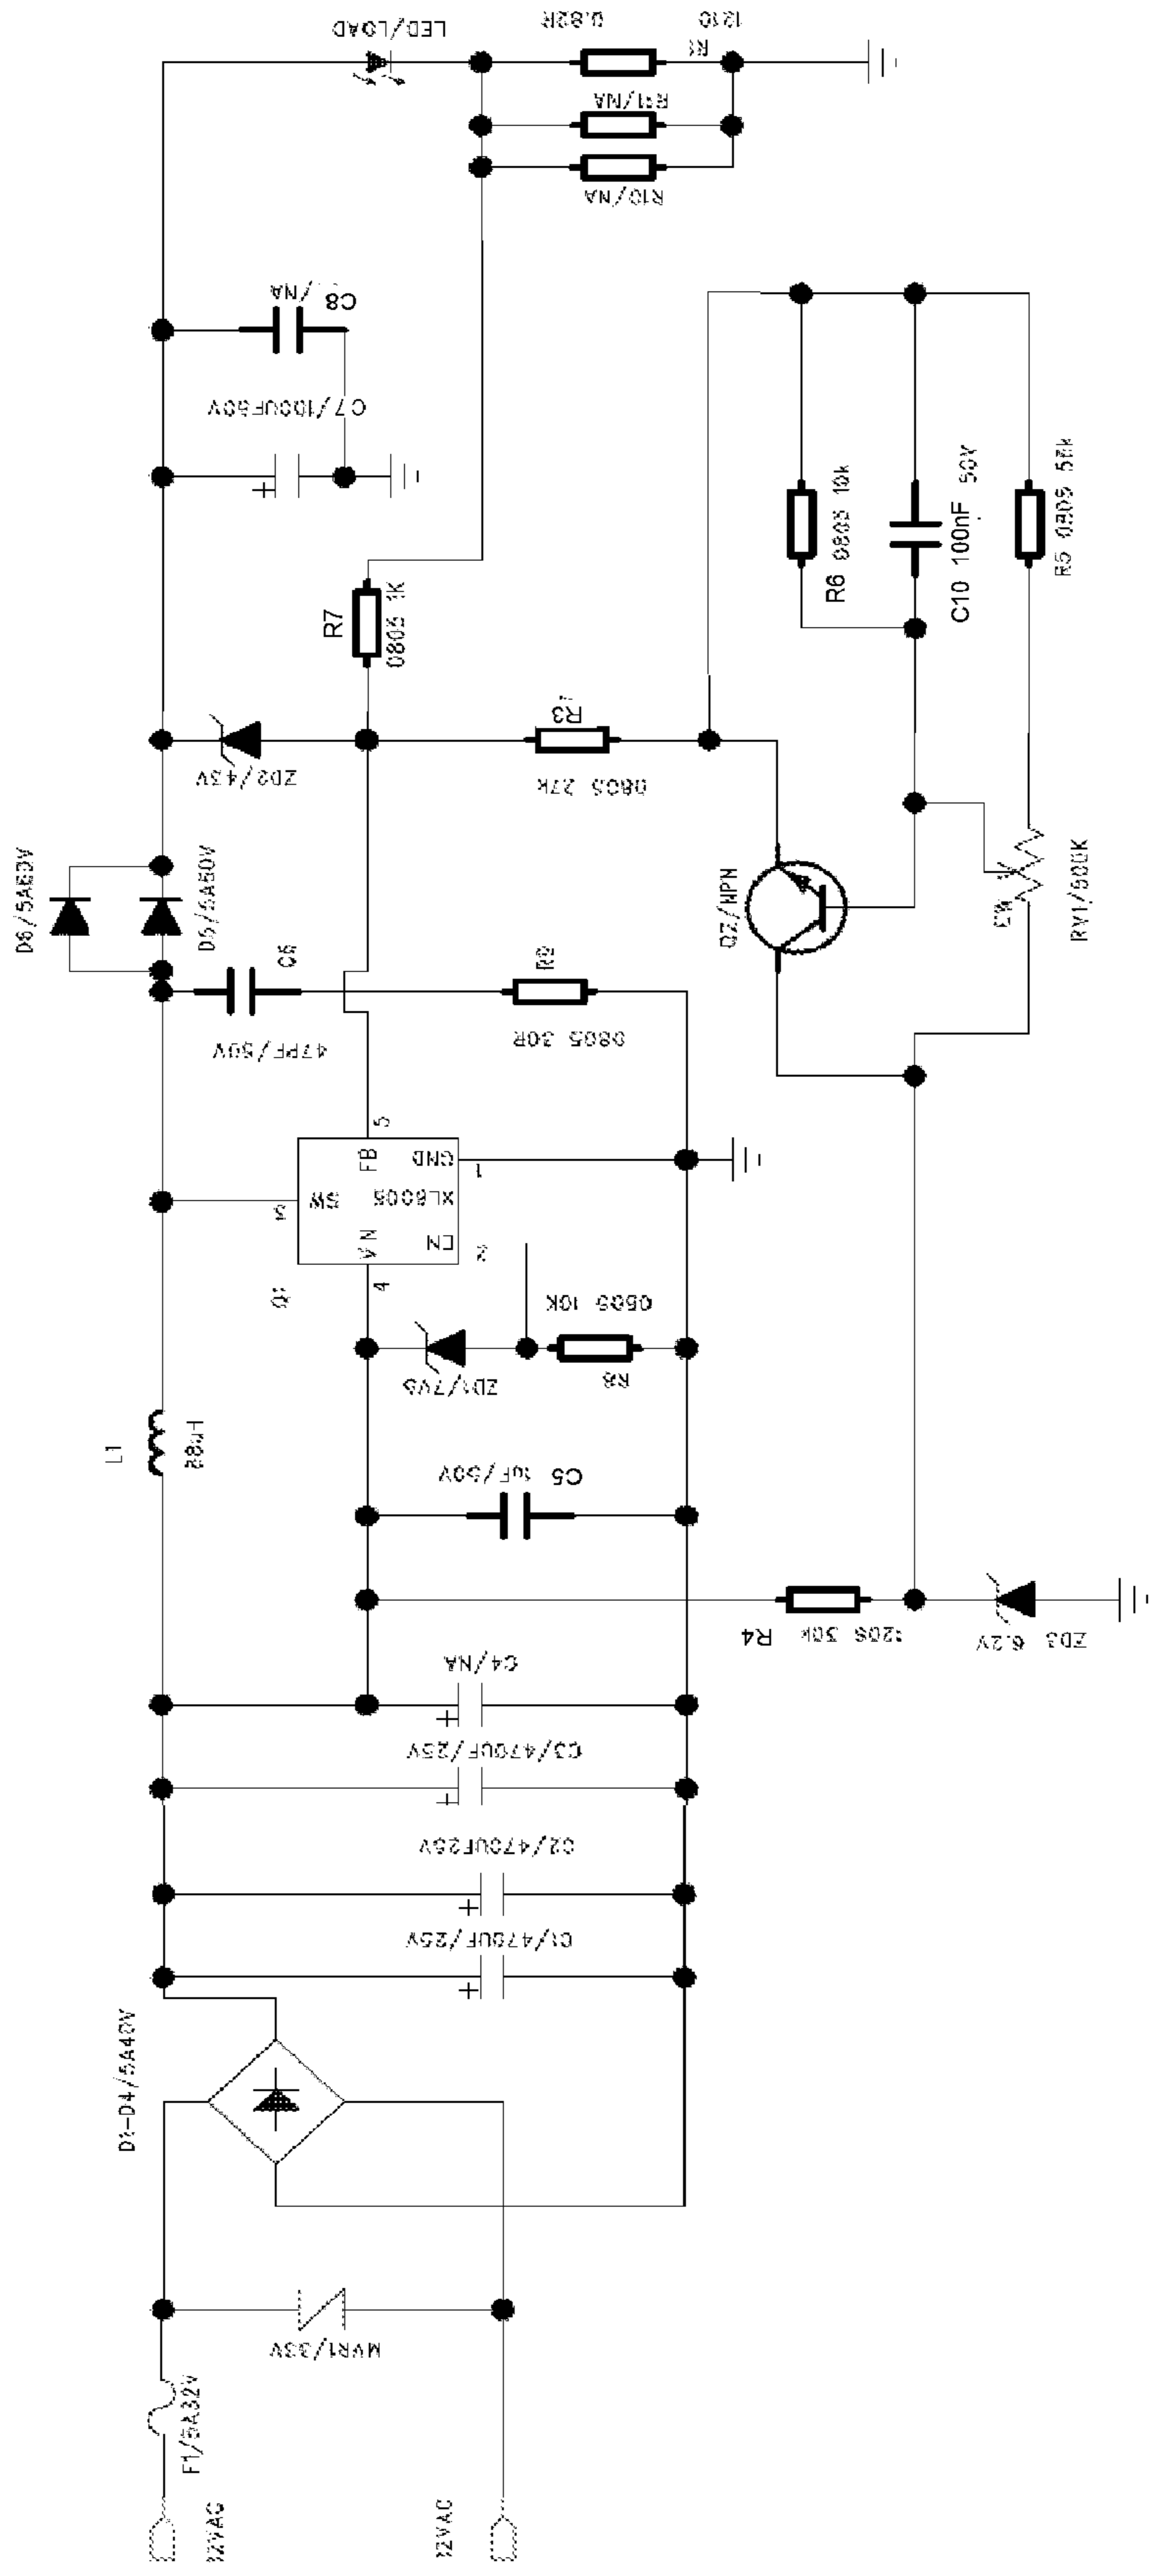 LED/LOAD
0.82R
1210
R11/NA
R10/NA
C8
C7/100UF50V
R7
0805 1K
R6 0805 10k
C10 100nF 50V
R5 0805 56k
ZD2/43V
R3
0805 27K
D6/5A60V
D5/5A60V
C6
47PF/50V
R9
0805 30R
Q2/NPN
CW
RV1/500K
5
FB
GND
1
SW
XL6005
VIN
EN
4
2
3
L1
68uH
ZD1/7V5
0805 10K
R8
C5
1uF/50V
R4
1206 30k
ZD3
6.2V
C4/NA
C3/470UF/25V
C2/470UF25V
C1/470UF/25V
D1-D4/5A40V
MVR1/33V
F1/5A32V
12VAC
12VAC